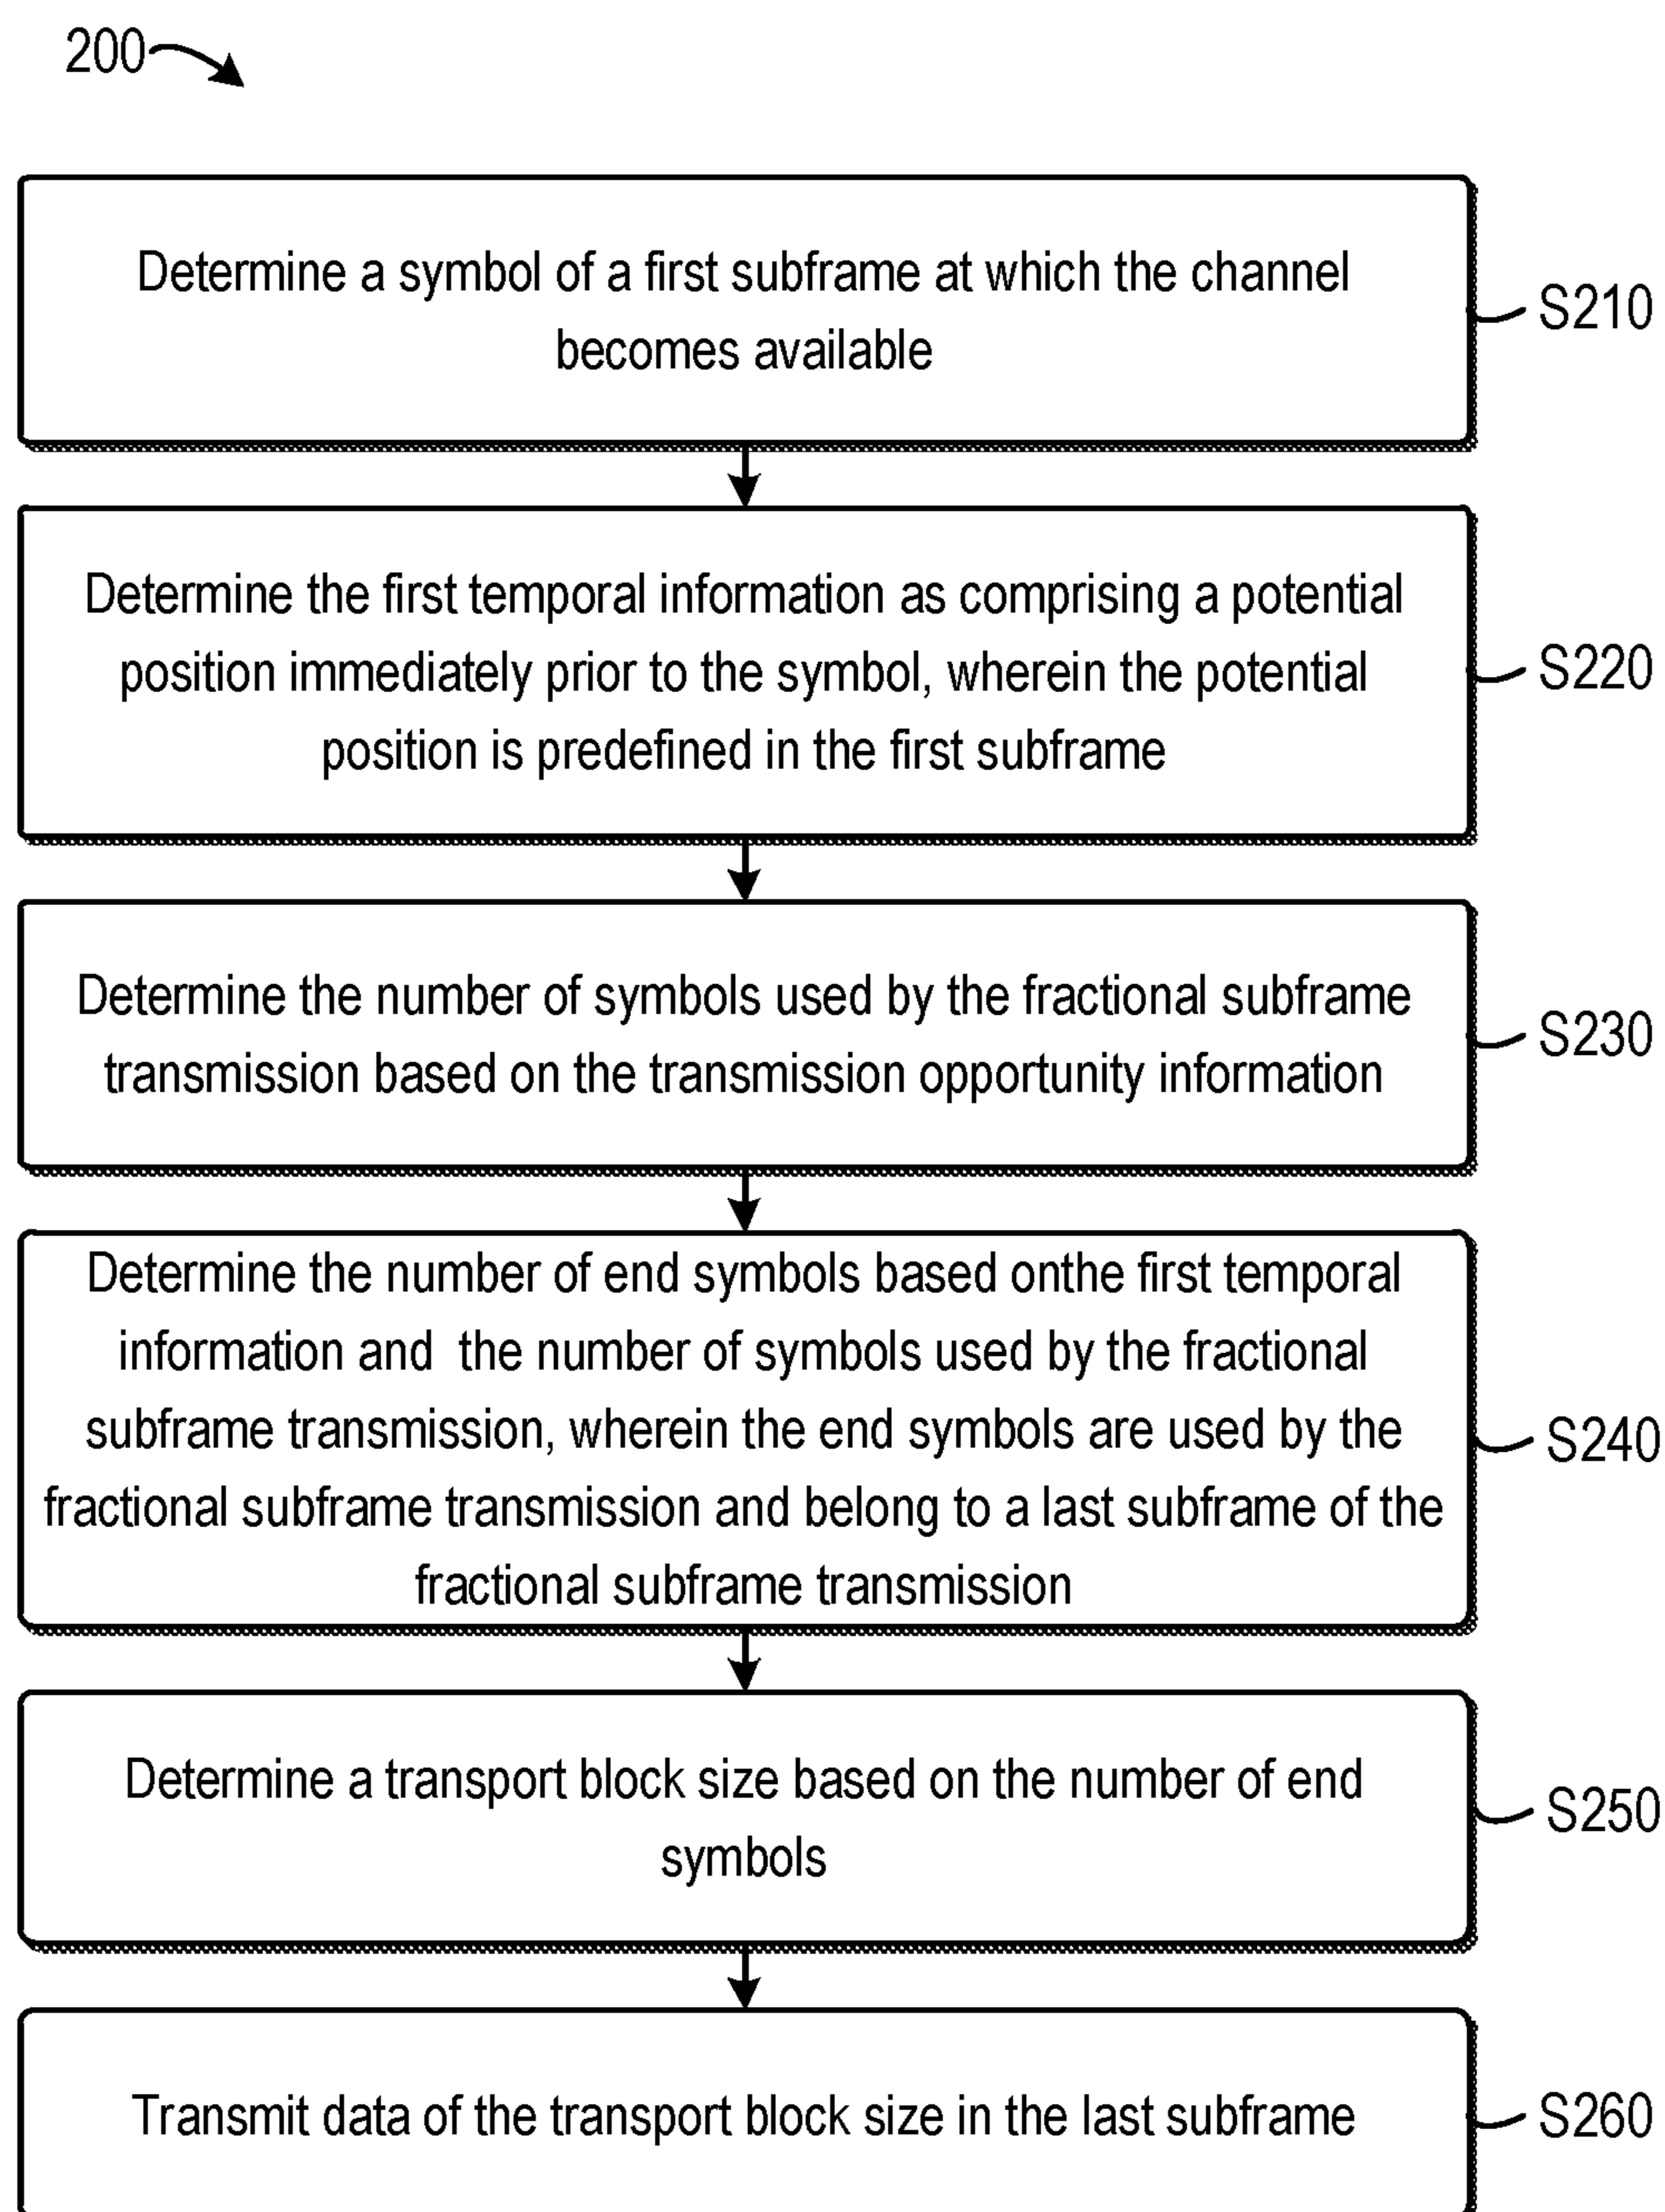 200
Determine a symbol of a first subframe at which the channel
becomes available
S210
Determine the first temporal information as comprising a potential
position immediately prior to the symbol, wherein the potential
position is predefined in the first subframe
S220
Determine the number of symbols used by the fractional subframe
transmission based on the transmission opportunity information
S230
Determine the number of end symbols based onthe first temporal
information and  the number of symbols used by the fractional
subframe transmission, wherein the end symbols are used by the
fractional subframe transmission and belong to a last subframe of the
fractional subframe transmission
S240
Determine a transport block size based on the number of end
symbols
S250
Transmit data of the transport block size in the last subframe
S260